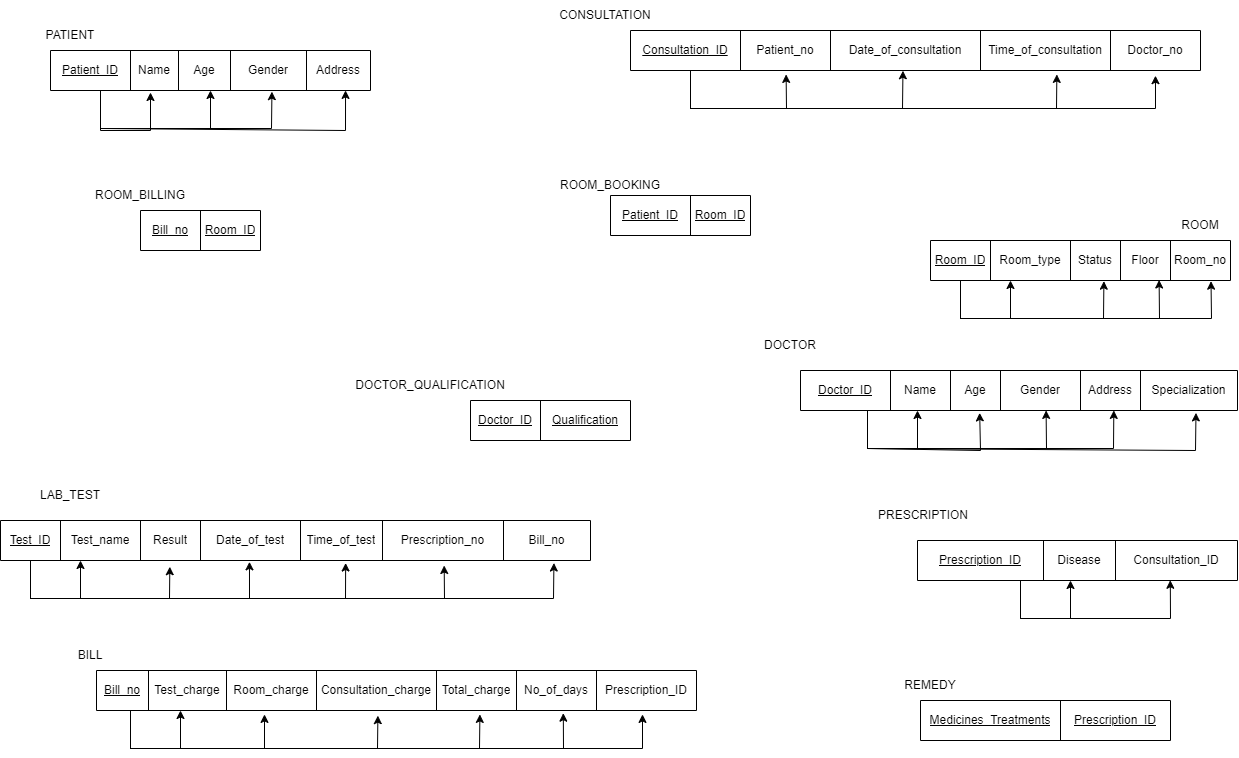 CONSULTATION
PATIENT
Consultation_ID Patient_no Date_of_consultation Time_of_consultation Doctor_no
Patient_ID Name Age Gender Address
ROOM_BILLING
ROOM_BOOKING
Bill_no Room_ID
Patient_ID Room_ID
ROOM
Room_ID Room_type Status Floor Room_no
DOCTOR
DOCTOR_QUALIFICATION
Doctor_ID Name Age Gender Address Specialization
Doctor_ID Qualification
LAB_TEST
PRESCRIPTION
Test_ID Test_name Result Date_of_test Time_of_test Prescription_no Bill_no
Prescription_ID Disease Consultation_ID
BILL
Bill_no Test_charge Room_charge Consultation_charge Total_charge No_of_days Prescription_ID
REMEDY
Medicines_Treatments Prescription_ID